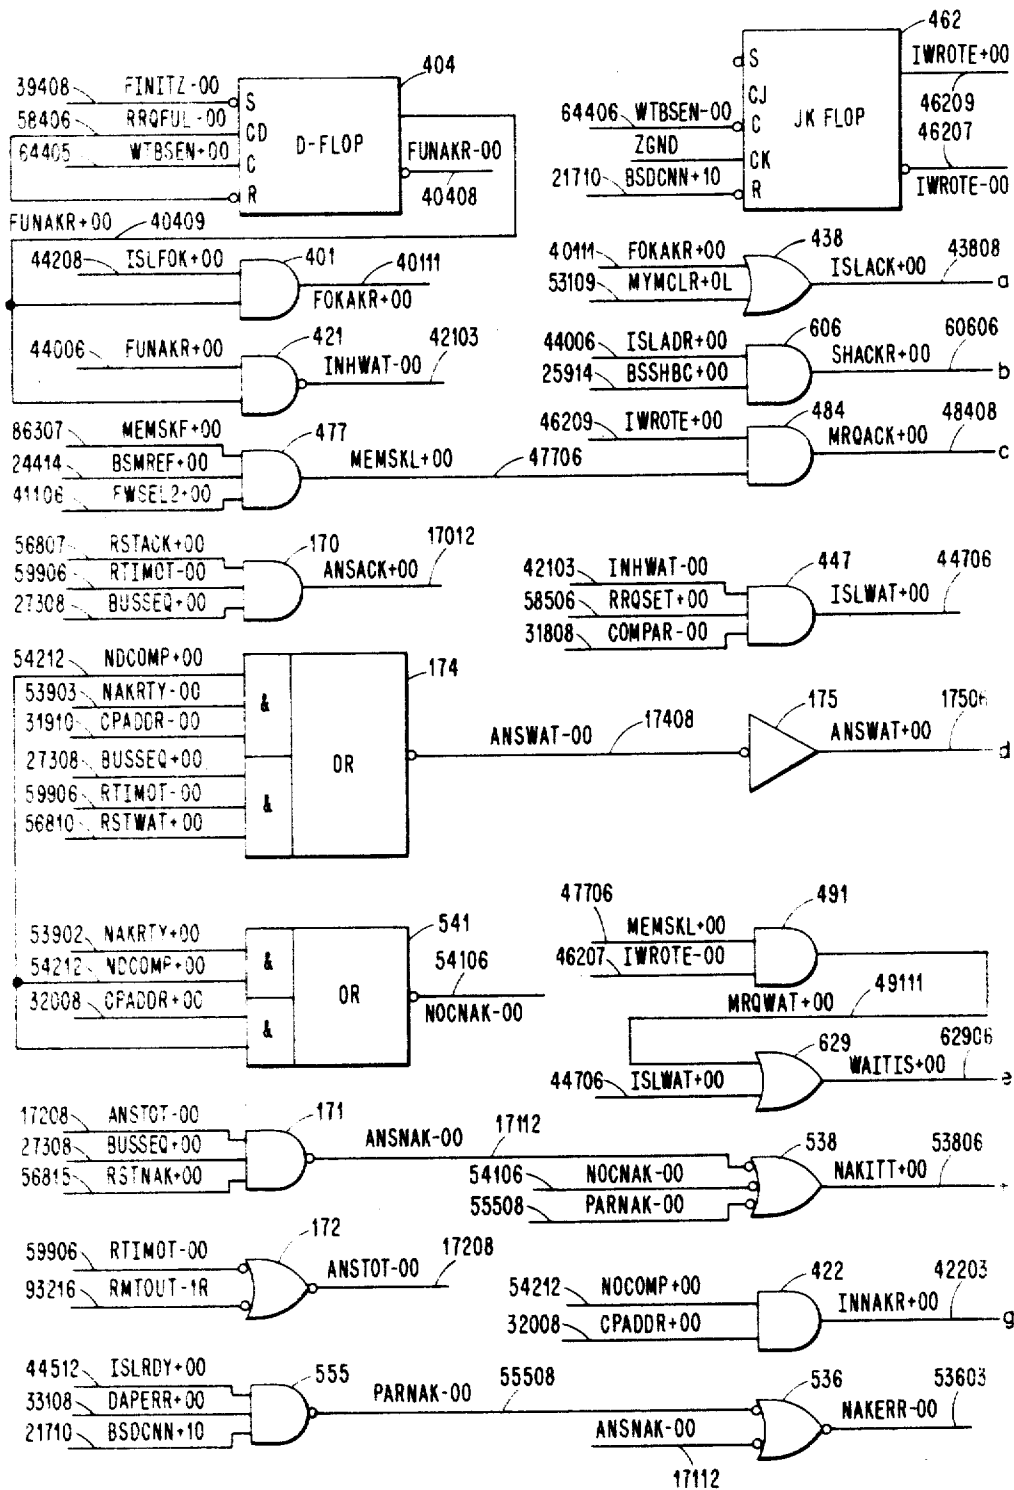 404
39408 FINITZ-00
S
58406 RRQFUL-00
CD
D-FLOP
64405 WTBSEN+00
C
FUNAKR-00
R
40408
FUNAKR+00 40409
462
S
IWROTE+00
CJ
46209
64406 WTBSEN-00
C
JK FLOP
46207
ZGND
CK
21710 BSDCNN+10
R
IWROTE-00
44208 ISLFOK+00
401
40111
FOKAKR+00
40111 FOKAKR+00
438
ISLACK+00 43808
a
53109 MYMCLR+0L
44006 FUNAKR+00
421
INHWAT-00 42103
44006 ISLADR+00
606
SHACKR+00 60606
b
25914 BSSHBC+00
86307 MEMSKF+00
477
24414 BSMREF+00
MEMSKL+00 47706
41106 FWSEL2+00
46209 IWROTE+00
484
MRQACK+00 48408
c
56807 RSTACK+00
170
59906 RTIMOT-00
ANSACK+00 17012
27308 BUSSEQ+00
42103 INHWAT-00
447
58506 RRQSET+00
ISLWAT+00 44706
31808 COMPAR-00
54212 NDCOMP+00
174
53903 NAKRTY-00
&
31910 CPADDR-00
27308 BUSSEQ+00
OR
59906 RTIMOT-00
&
56810 RSTWAT+00
ANSWAT-00 17408
175
ANSWAT+00 17506
d
53902 NAKRTY+00
541
&
54212 NDCOMP+00
54106
32008 CPADDR+00
OR
NOCNAK-00
&
47706
MEMSKL+00
491
46207 IWROTE-00
MRQWAT+00 49111
629
WAITIS+00 62906
e
44706 ISLWAT+00
17208 ANSTOT-00
171
27308 BUSSEQ+00
ANSNAK-00 17112
56815 RSTNAK+00
538
54106 NOCNAK-00
NAKITT+00 53806
55508 PARNAK-00
59906 RTIMOT-00
172
ANSTOT-00 17208
93216 RMTOUT-1R
54212 NOCOMP+00
422
INNAKR+00 42203
g
32008 CPADDR+00
44512 ISLRDY+00
555
33108 DAPERR+00
PARNAK-00 55508
21710 BSDCNN+10
536
NAKERR-00 53603
ANSNAK-00
17112